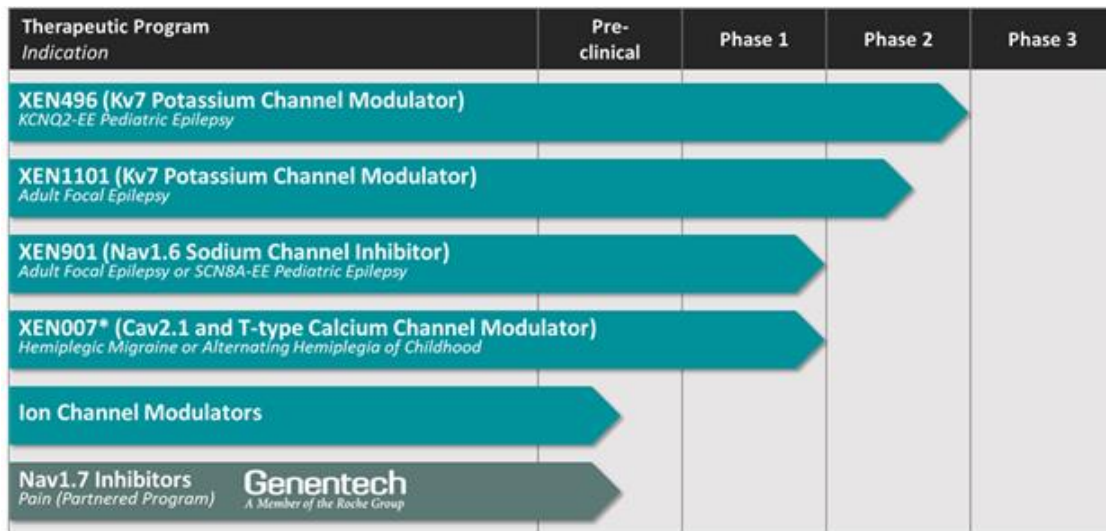 Therapeutic Program
Indication
Pre-
clinical
Phase 1
Phase 2
Phase 3
XEN496 (Kv7 Potassium Channel Modulator)
KCNQ2-EE Pediatric Epilepsy
XEN1101 (Kv7 Potassium Channel Modulator)
Adult Focal Epilepsy
XEN901 (Nav1.6 Sodium Channel Inhibitor)
Adult Focal Epilepsy or SCN8A-EE Pediatric Epilepsy
XEN007* (Cav2.1 and T-type Calcium Channel Modulator)
Hemiplegic Migraine or Alternating Hemiplegia of Childhood
Ion Channel Modulators
Nav1.7 Inhibitors
Pain (Partnered Program)
Genentech
A Member of the Roche Group